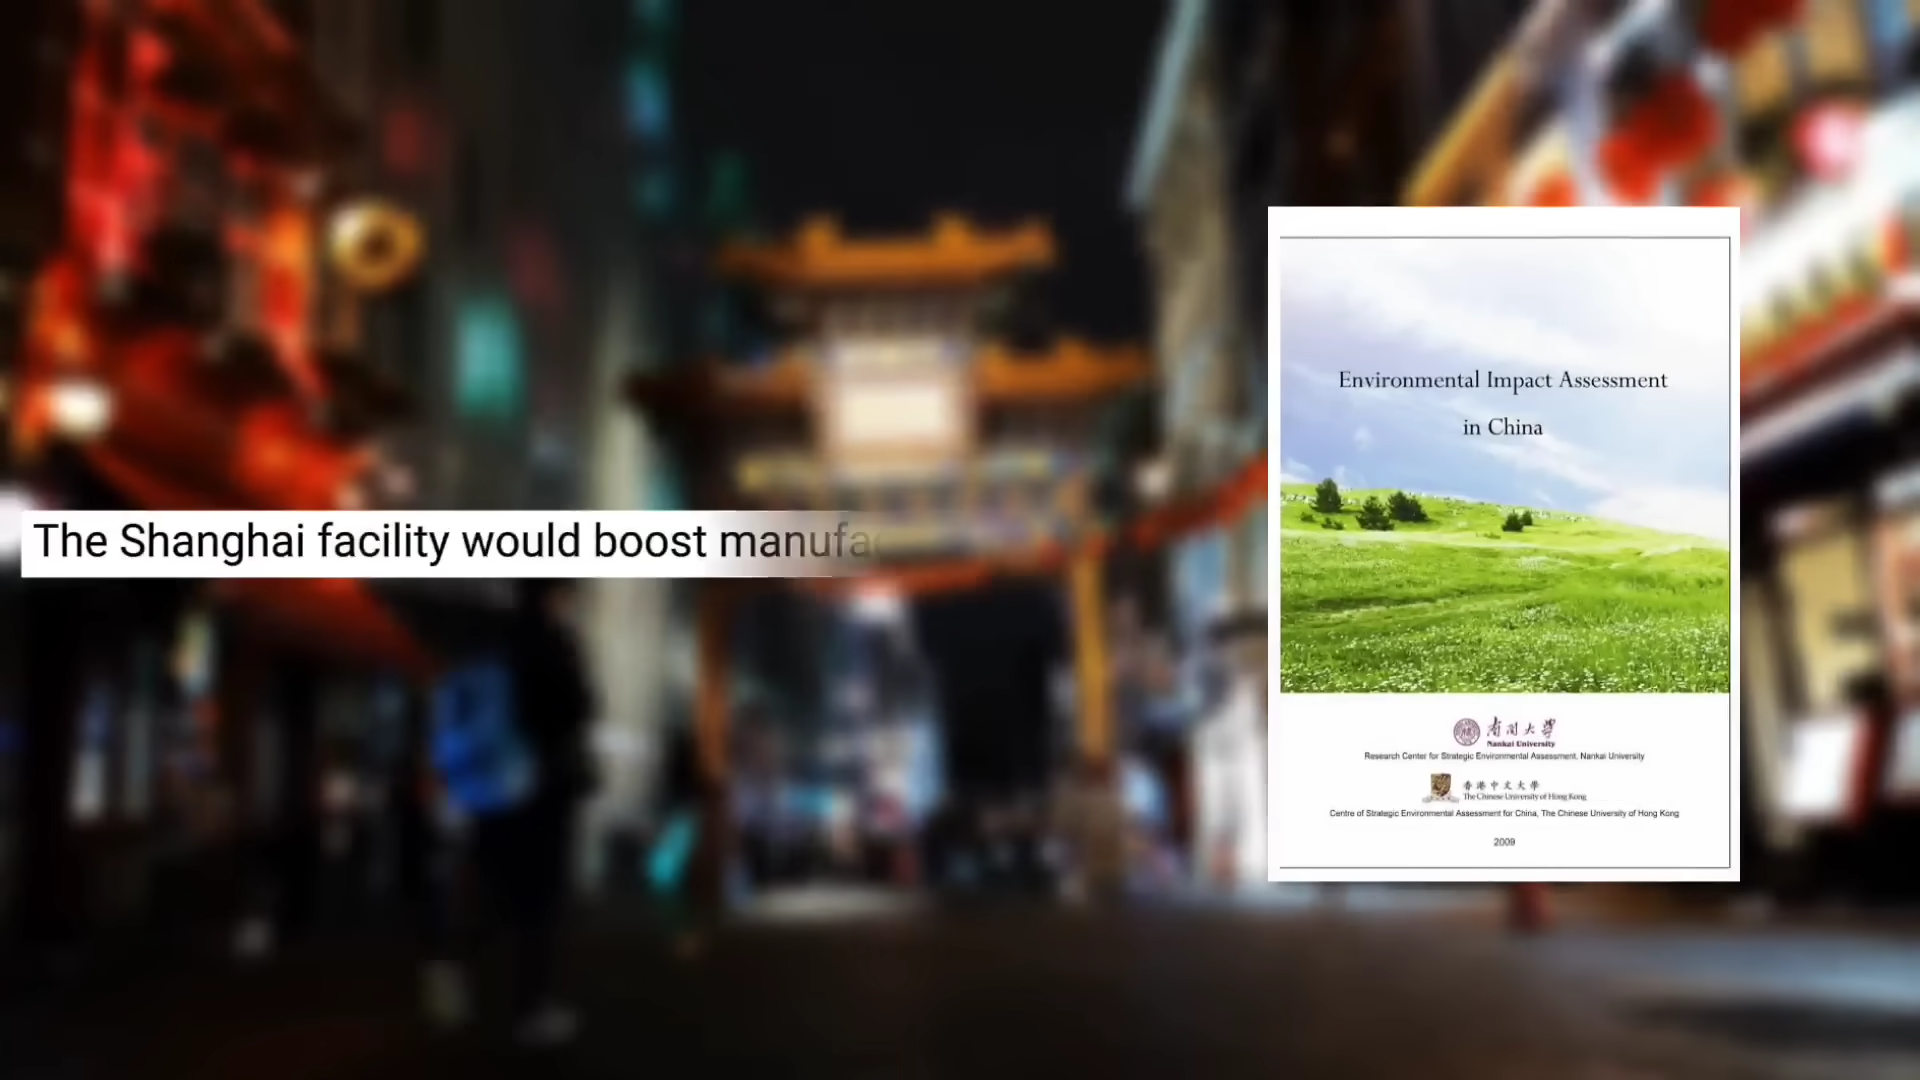 The Shanghai facility would boost manufa
Environmental Impact Assessment
in China
南開大學
Nankai University
Research Center for Strategic Environmental Assessment, Nankai University
香港中文大學
The Chinese University of Hong Kong
Centre of Strategic Environmental Assessment for China, The Chinese University of Hong Kong
2009